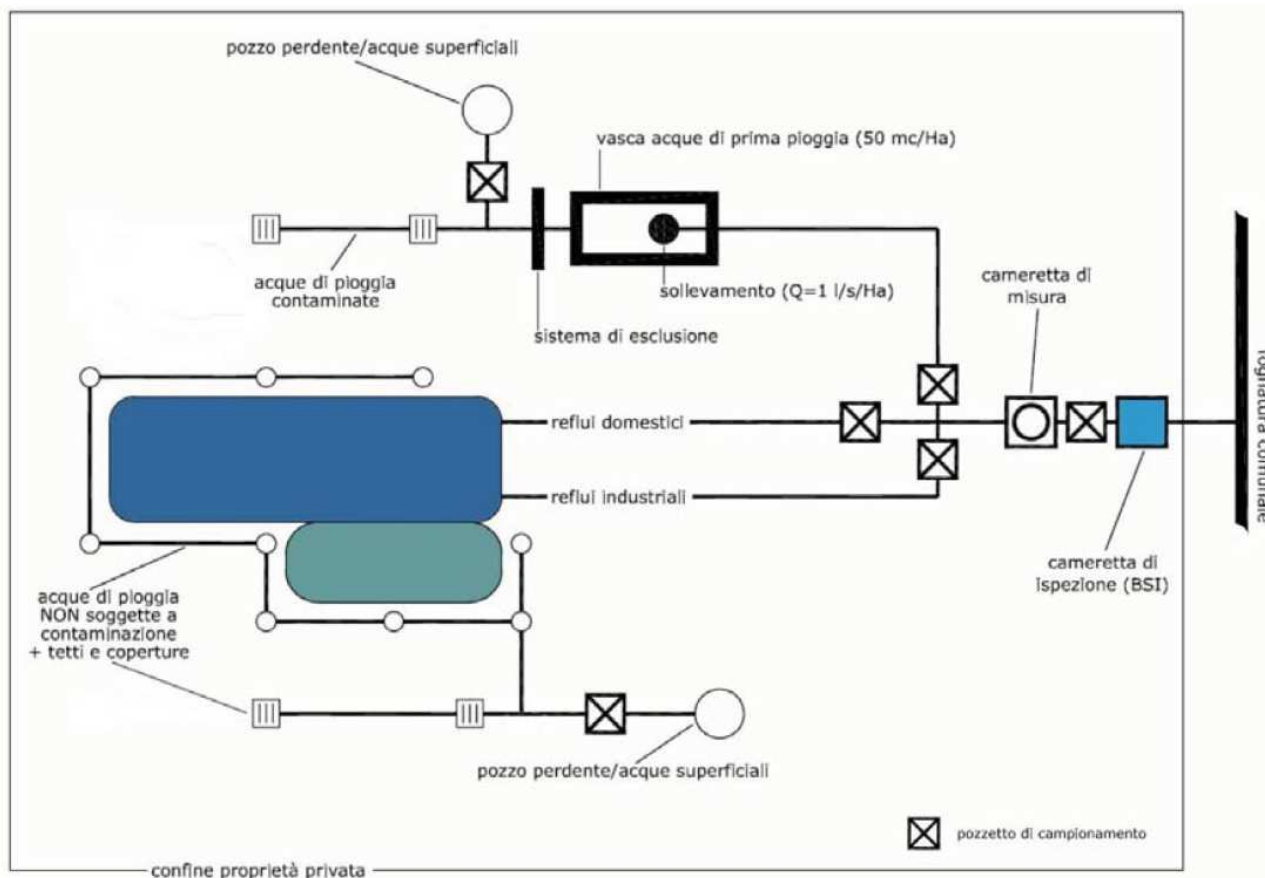 pozzo perdente/acque superficiali
vasca acque di prima pioggia (50 mc/Ha)
acque di pioggia
contaminate
sollevamento (Q=1 l/s/Ha)
sistema di esclusione
cameretta di
misura
fognatura comunale
reflui domestici
reflui industriali
cameretta di
ispezione (BSI)
acque di pioggia
NON soggette a
contaminazione
+ tetti e coperture
pozzo perdente/acque superficiali
pozzetto di campionamento
confine proprietà privata